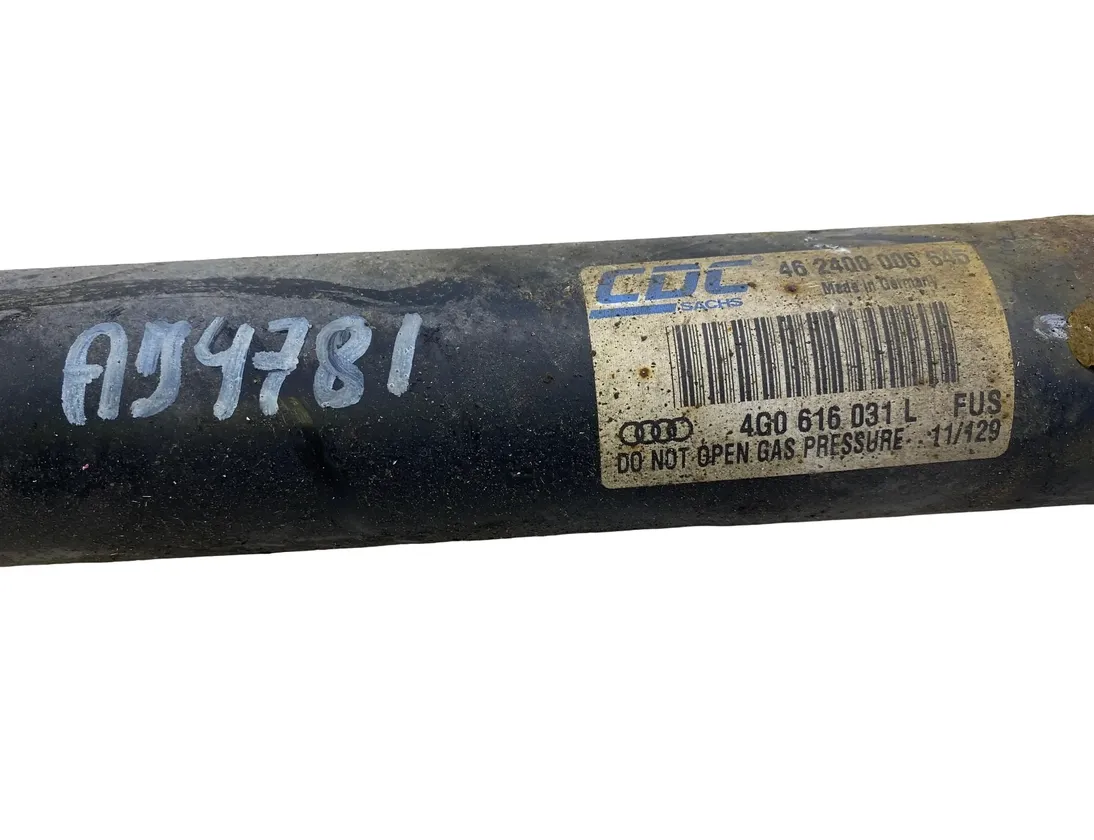 AJ4781
CDC
SACHS
46 2400 006 545
Made in Germany
4G0 616 031 L FUS
DO NOT OPEN GAS PRESSURE 11/129